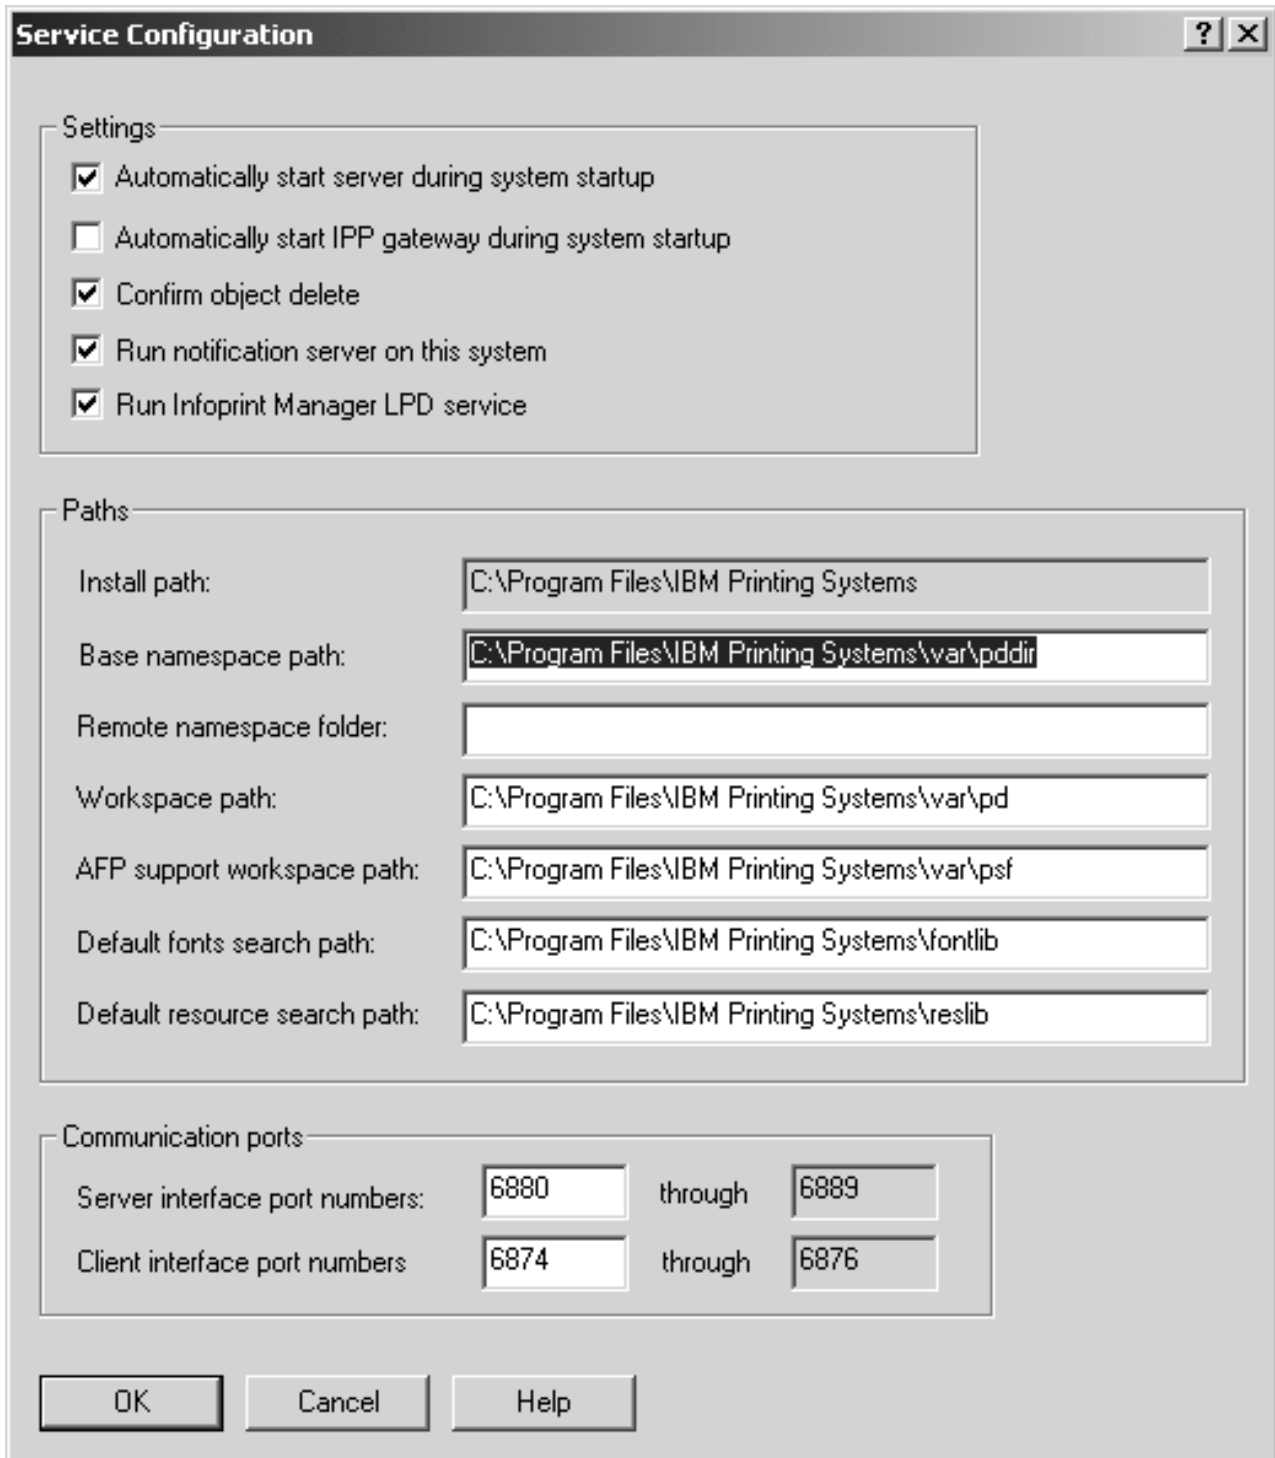 Service Configuration
Settings
Automatically start server during system startup
Automatically start IPP gateway during system startup
Confirm object delete
Run notification server on this system
Run Infoprint Manager LPD service
Paths
Install path: C:\Program Files\IBM Printing Systems
Base namespace path: C:\Program Files\IBM Printing Systems\var\pddir
Remote namespace folder:
Workspace path: C:\Program Files\IBM Printing Systems\var\pd
AFP support workspace path: C:\Program Files\IBM Printing Systems\var\psf
Default fonts search path: C:\Program Files\IBM Printing Systems\fontlib
Default resource search path: C:\Program Files\IBM Printing Systems\reslib
Communication ports
Server interface port numbers: 6880 through 6889
Client interface port numbers 6874 through 6876
OK Cancel Help